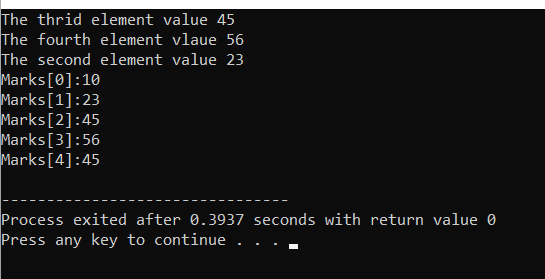 The thrid element value 45
The fourth element vlaue 56
The second element value 23
Marks[0]:10
Marks[1]:23
Marks[2]:45
Marks[3]:56
Marks[4]:45
--------------------------------
Process exited after 0.3937 seconds with return value 0
Press any key to continue . . .